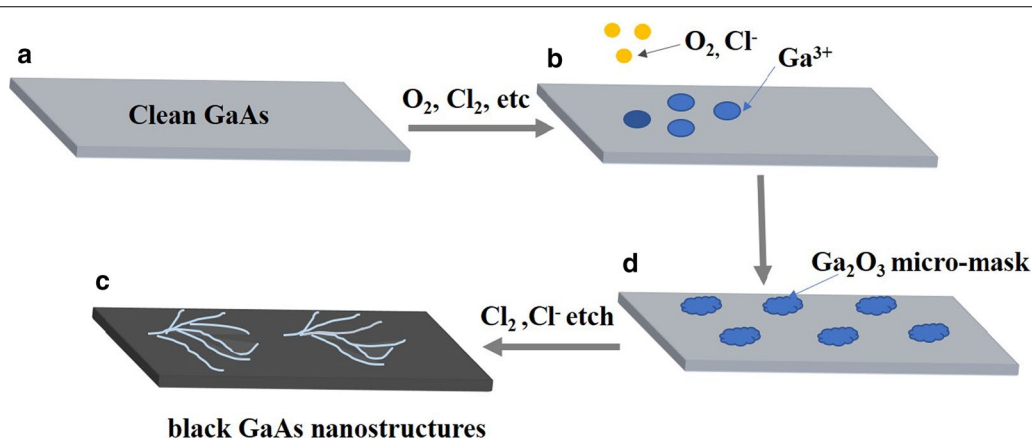 a
Clean GaAs
O₂, Cl₂, etc
b
O₂, Cl⁻
Ga³⁺
d
Ga₂O₃ micro-mask
Cl₂ ,Cl⁻ etch
c
black GaAs nanostructures